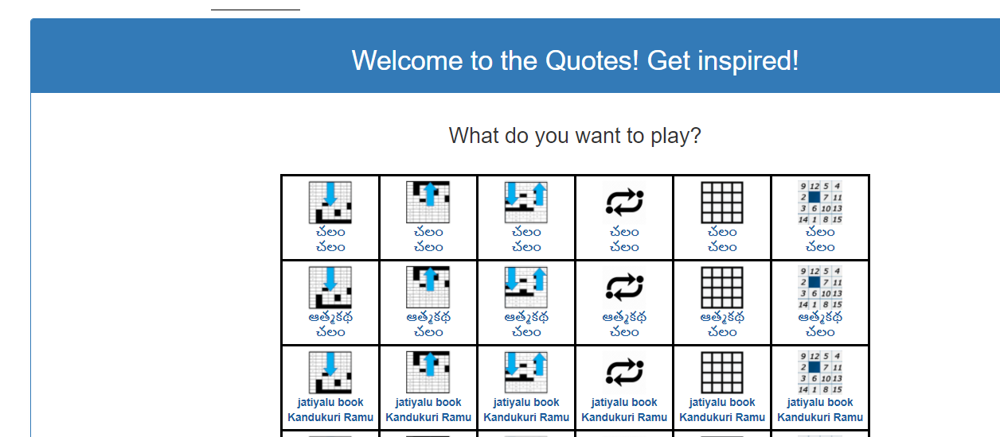 Welcome to the Quotes! Get inspired!
What do you want to play?
9 12 5 4
2 7 11
3 6 10 13
14 1 8 15
చలం చలం చలం చలం చలం చలం
చలం చలం చలం చలం చలం చలం
9 12 5 4
2 7 11
3 6 10 13
14 1 8 15
ఆత్మకథ ఆత్మకథ ఆత్మకథ ఆత్మకథ ఆత్మకథ ఆత్మకథ
చలం చలం చలం చలం చలం చలం
9 12 5 4
2 7 11
3 6 10 13
14 1 8 15
jatiyalu book jatiyalu book jatiyalu book jatiyalu book jatiyalu book jatiyalu book
Kandukuri Ramu Kandukuri Ramu Kandukuri Ramu Kandukuri Ramu Kandukuri Ramu Kandukuri Ramu